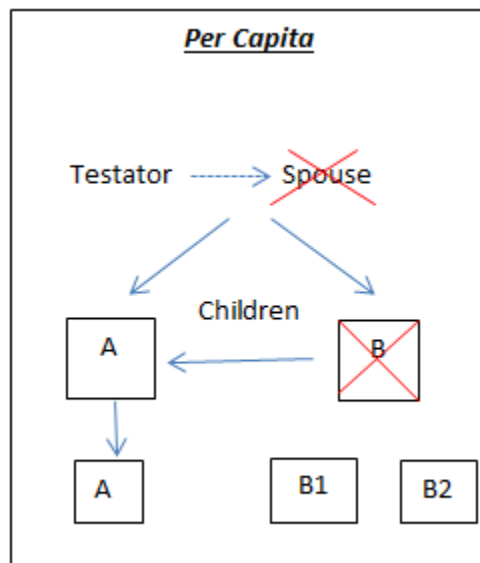 Per Capita
Testator Spouse
Children
A B
A B1 B2